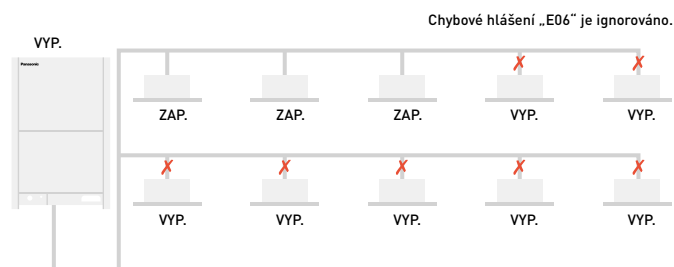 Chybové hlášení „E06“ je ignorováno.
VYP.
Panasonic
ZAP. ZAP. ZAP. VYP. VYP.
VYP. VYP. VYP. VYP. VYP.